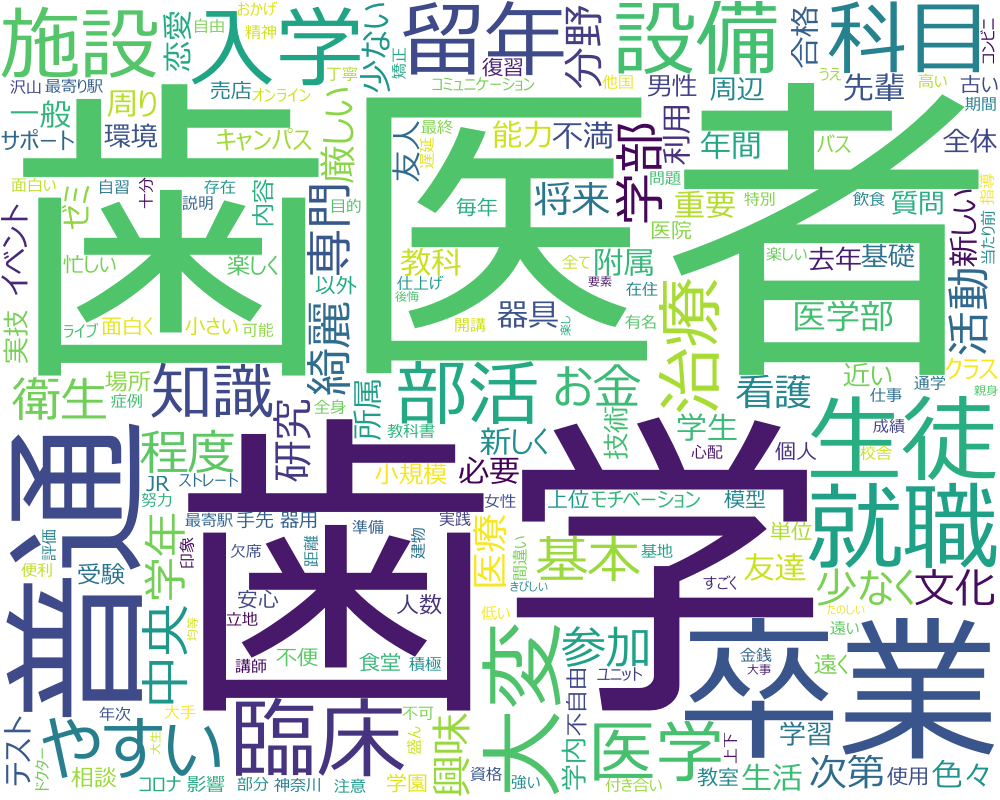 施設
恋愛
おかげ
自由
精神
入学
留年
少ない
矯正
復習
分野
設備
合格
科目
コンビニ
沢山
最寄り駅
売店
オンライン
丁寧
コミュニケーション
他国
男性
周辺
うえ
先輩
高い
古い
期間
一般
周り
サポート
環境
キャンパス
厳しい
友人
最終
遅延
能力
不満
学部
利用
年間
バス
全体
歯医者
面白い
自習
十分
存在
説明
内容
ゼミ
イベント
目的
毎年
将来
問題
重要
特別
飲食
質問
新しい
当たり前
指導
忙しい
楽しく
専門
以外
教科
仕上げ
全て
附属
医院
在住
楽しい
去年
基礎
実技
ライブ
面白く
小さい
可能
綺麗
後悔
開講
器具
要素
楽し
有名
治療
医学部
活動
衛生
場所
症例
知識
全身
所属
部活
お金
技術
看護
近い
クラス
通学
仕事
親身
普通
程度
研究
教科書
新しく
学生
個人
成績
生徒
校舎
JR
ストレート
小規模
必要
心配
努力
学年
最寄駅
手先
器用
準備
実践
女性
上位
モチベーション
模型
単位
就職
歯学
評価
便利
受験
印象
欠席
距離
建物
医療
間違い
きびしい
基本
基地
友達
すごく
少なく
文化
中央
安心
立地
人数
低い
たのしい
均等
講師
不便
食堂
積極
大変
参加
ユニット
不自由
遠い
遠く
金銭
大事
卒業
テスト
年次
大手
やすい
大生
臨床
不可
盛ん
興味
医学
学内
上下
学習
ドクター
相談
コロナ
影響
部分
神奈川
注意
学園
資格
強い
付き合い
教室
生活
次第
使用
色々